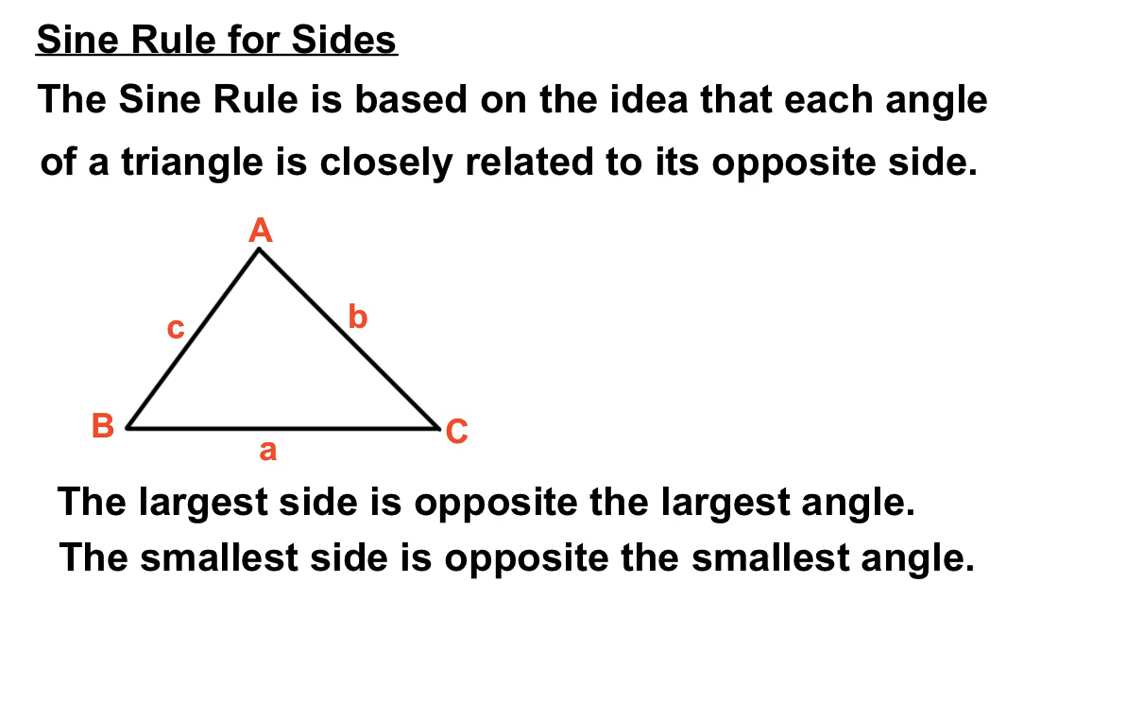 Sine Rule for Sides
The Sine Rule is based on the idea that each angle
of a triangle is closely related to its opposite side.
A
c
b
B
C
a
The largest side is opposite the largest angle.
The smallest side is opposite the smallest angle.